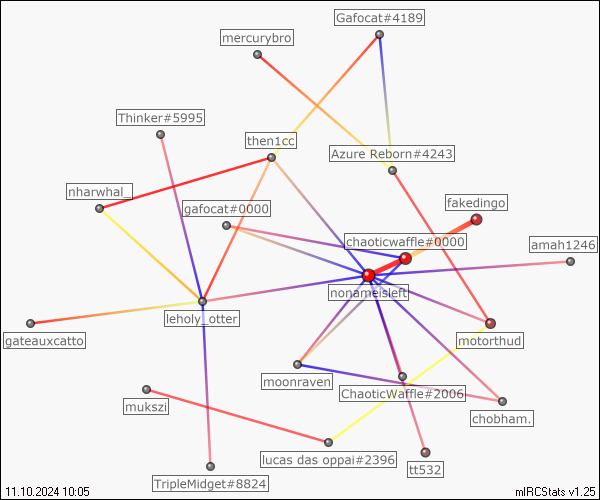 Gafocat#4189
mercurybro
Thinker#5995
then1cc
Azure Reborn#4243
nharwhal_
fakedingo
gafocat#0000
chaoticwaffle#0000
amah1246
nonameisleft
leholy_otter
gateauxcatto
motorthud
moonraven
ChaoticWaffle#2006
mukszi
chobham.
lucas das oppai#2396
tt532
TripleMidget#8824
11.10.2024 10:05
mIRCStats v1.25